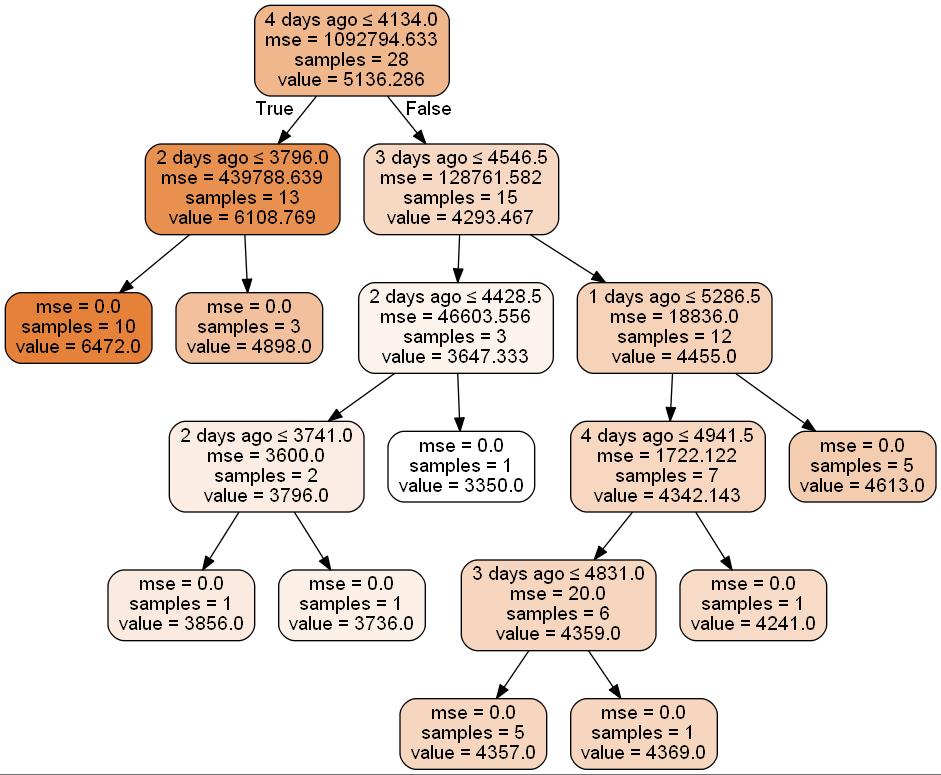 4 days ago ≤ 4134.0
mse = 1092794.633
samples = 28
value = 5136.286
True
False
2 days ago ≤ 3796.0
mse = 439788.639
samples = 13
value = 6108.769
3 days ago ≤ 4546.5
mse = 128761.582
samples = 15
value = 4293.467
mse = 0.0
samples = 10
value = 6472.0
mse = 0.0
samples = 3
value = 4898.0
2 days ago ≤ 4428.5
mse = 46603.556
samples = 3
value = 3647.333
1 days ago ≤ 5286.5
mse = 18836.0
samples = 12
value = 4455.0
2 days ago ≤ 3741.0
mse = 3600.0
samples = 2
value = 3796.0
mse = 0.0
samples = 1
value = 3350.0
4 days ago ≤ 4941.5
mse = 1722.122
samples = 7
value = 4342.143
mse = 0.0
samples = 5
value = 4613.0
mse = 0.0
samples = 1
value = 3856.0
mse = 0.0
samples = 1
value = 3736.0
3 days ago ≤ 4831.0
mse = 20.0
samples = 6
value = 4359.0
mse = 0.0
samples = 1
value = 4241.0
mse = 0.0
samples = 5
value = 4357.0
mse = 0.0
samples = 1
value = 4369.0